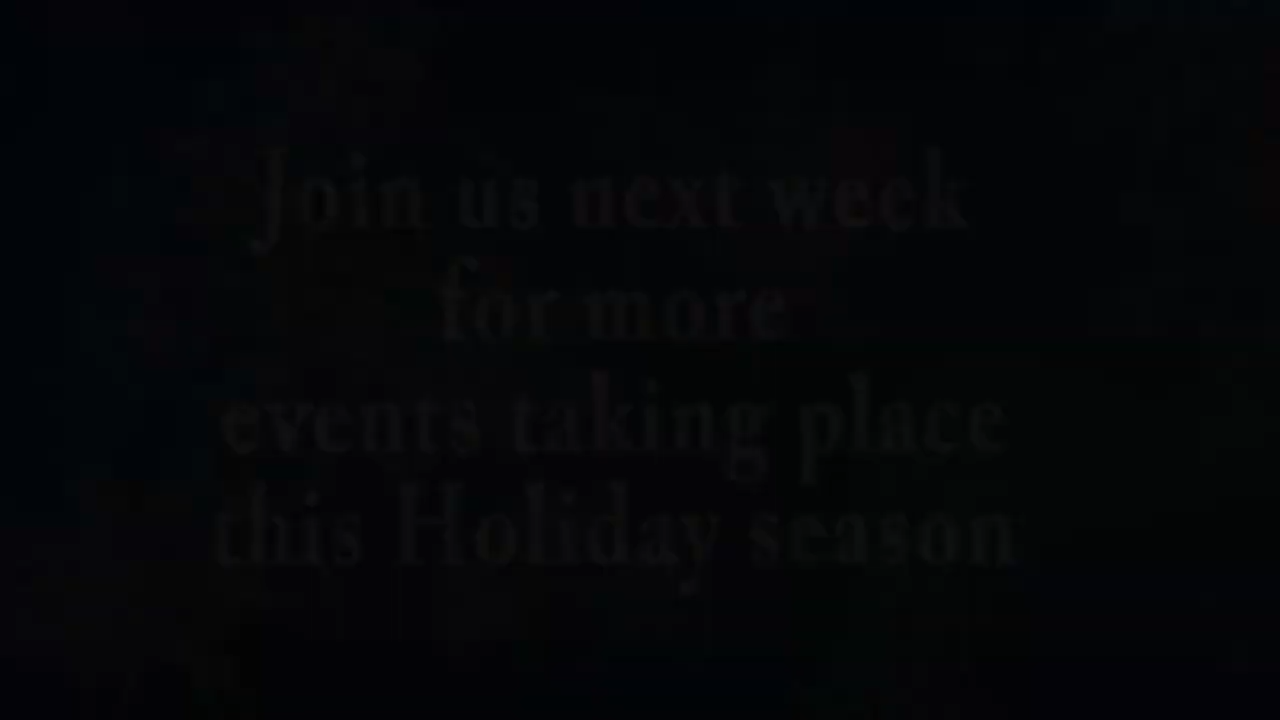 Join us next week
for more
events taking place
this Holiday season